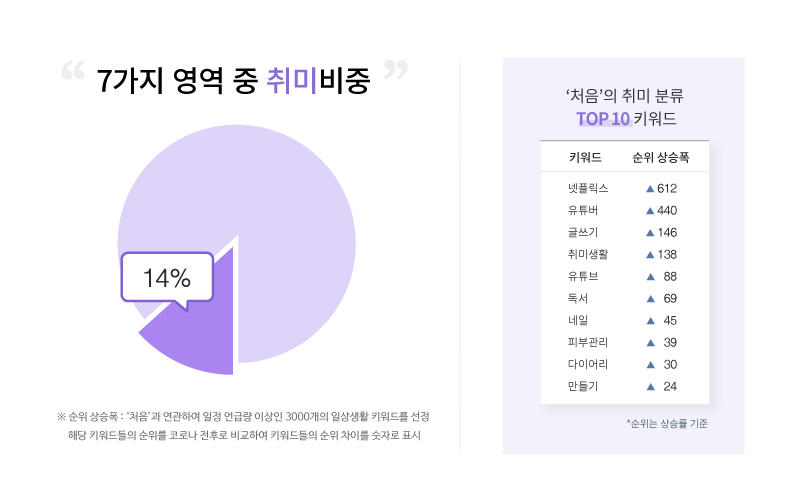 “ 7가지 영역 중 취미비중 ”
14%
※ 순위 상승폭 : ‘처음’과 연관하여 일정 언급량 이상인 3000개의 일상생활 키워드를 선정
해당 키워드들의 순위를 코로나 전후로 비교하여 키워드들의 순위 차이를 숫자로 표시
‘처음’의 취미 분류
TOP 10 키워드
키워드 순위 상승폭
넷플릭스 ▲ 612
유튜버 ▲ 440
글쓰기 ▲ 146
취미생활 ▲ 138
유튜브 ▲ 88
독서 ▲ 69
네일 ▲ 45
피부관리 ▲ 39
다이어리 ▲ 30
만들기 ▲ 24
*순위는 상승률 기준